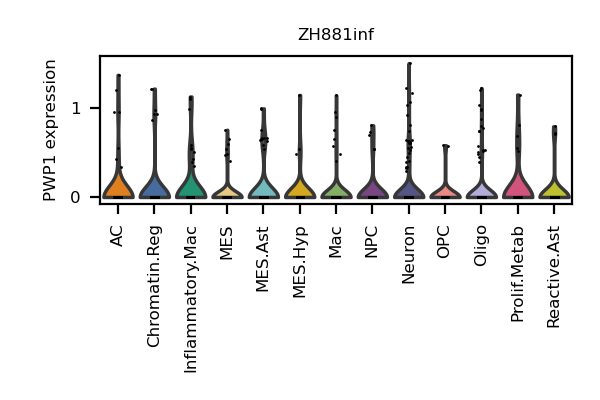 ZH881inf
PWP1 expression
1
0
AC
Chromatin.Reg
Inflammatory.Mac
MES
MES.Ast
MES.Hyp
Mac
NPC
Neuron
OPC
Oligo
Prolif.Metab
Reactive.Ast